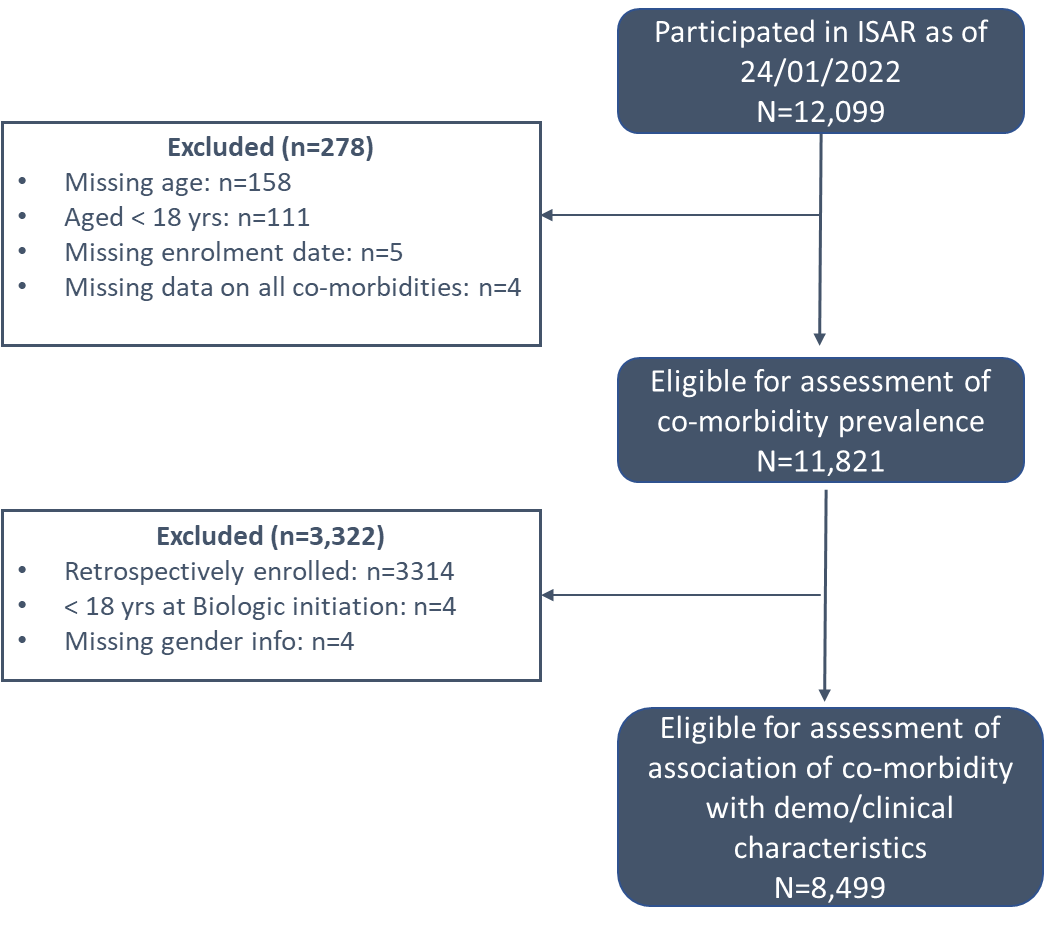 Participated in ISAR as of
24/01/2022
N=12,099
Excluded (n=278)
• Missing age: n=158
• Aged < 18 yrs: n=111
• Missing enrolment date: n=5
• Missing data on all co-morbidities: n=4
Eligible for assessment of
co-morbidity prevalence
N=11,821
Excluded (n=3,322)
• Retrospectively enrolled: n=3314
• < 18 yrs at Biologic initiation: n=4
• Missing gender info: n=4
Eligible for assessment of
association of co-morbidity
with demo/clinical
characteristics
N=8,499